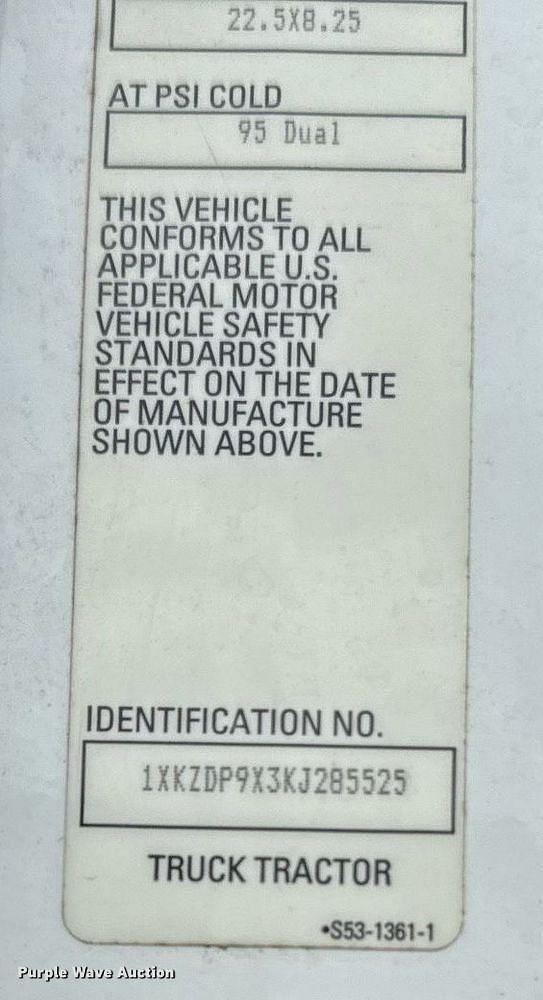 22.5X8.25
AT PSI COLD
95 Dual
THIS VEHICLE
CONFORMS TO ALL
APPLICABLE U.S.
FEDERAL MOTOR
VEHICLE SAFETY
STANDARDS IN
EFFECT ON THE DATE
OF MANUFACTURE
SHOWN ABOVE.
IDENTIFICATION NO.
1XKZDP9X3KJ285525
TRUCK TRACTOR
•S53-1361-1
Purple Wave Auction